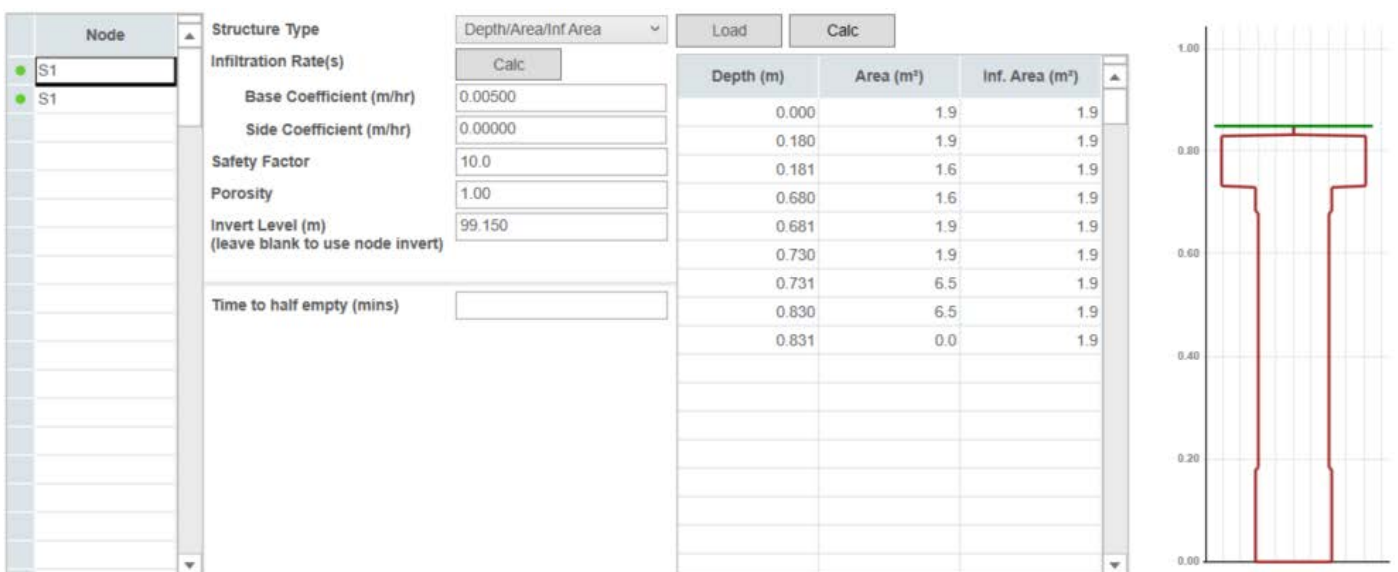 Node
S1
S1
Structure Type Depth/Area/Inf Area
Infiltration Rate(s) Calc
Base Coefficient (m/hr) 0.00500
Side Coefficient (m/hr) 0.00000
Safety Factor 10.0
Porosity 1.00
Invert Level (m) 99.150
(leave blank to use node invert)
Time to half empty (mins)
Load Calc
Depth (m) Area (m²) Inf. Area (m²)
0.000 1.9 1.9
0.180 1.9 1.9
0.181 1.6 1.9
0.680 1.6 1.9
0.681 1.9 1.9
0.730 1.9 1.9
0.731 6.5 1.9
0.830 6.5 1.9
0.831 0.0 1.9
1.00
0.80
0.60
0.40
0.20
0.00